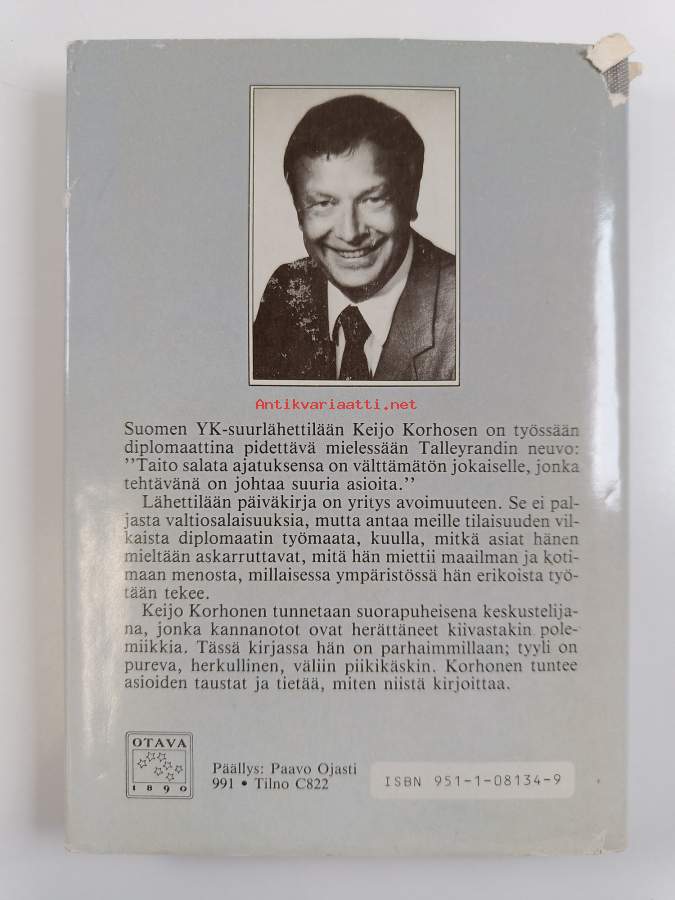 Antikvariaatti.net
Suomen YK-suurlähettilään Keijo Korhosen on työssään
diplomaattina pidettävä mielessään Talleyrandin neuvo:
''Taito salata ajatuksensa on välttämätön jokaiselle, jonka
tehtävänä on johtaa suuria asioita.''
Lähettilään päiväkirja on yritys avoimuuteen. Se ei pal-
jasta valtiosalaisuuksia, mutta antaa meille tilaisuuden vil-
kaista diplomaatin työmaata, kuulla, mitkä asiat hänen
mieltään askarruttavat, mitä hän miettii maailman ja koti-
maan menosta, millaisessa ympäristössä hän erikoista työ-
tään tekee.
Keijo Korhonen tunnetaan suorapuheisena keskustelija-
na, jonka kannanotot ovat herättäneet kiivastakin pole-
miikkia. Tässä kirjassa hän on parhaimmillaan; tyyli on
pureva, herkullinen, väliin piikikäskin. Korhonen tuntee
asioiden taustat ja tietää, miten niistä kirjoittaa.
OTAVA
1890
Päällys: Paavo Ojasti
991 • Tilno C822
ISBN 951-1-08134-9